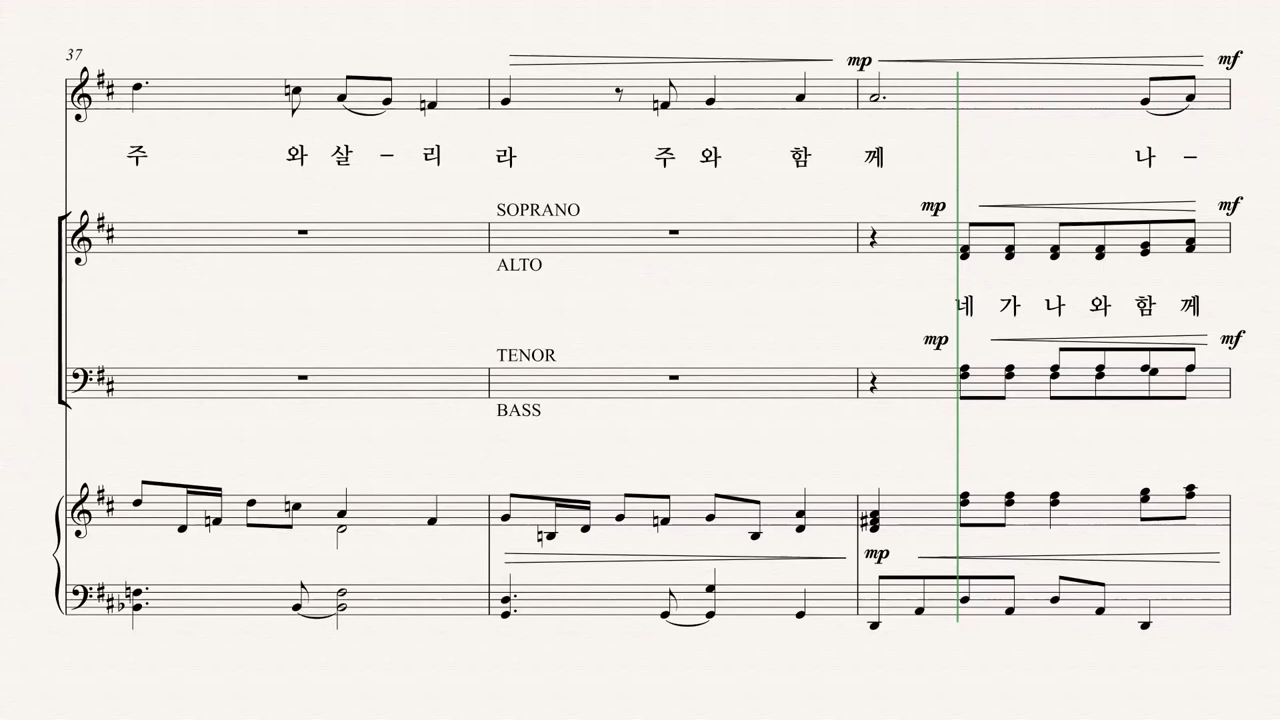 37
mp mf
주 와 살 - 리 라 주 와 함 께 나 -
SOPRANO mp mf
ALTO
네 가 나 와 함 께
TENOR mp mf
BASS
mp